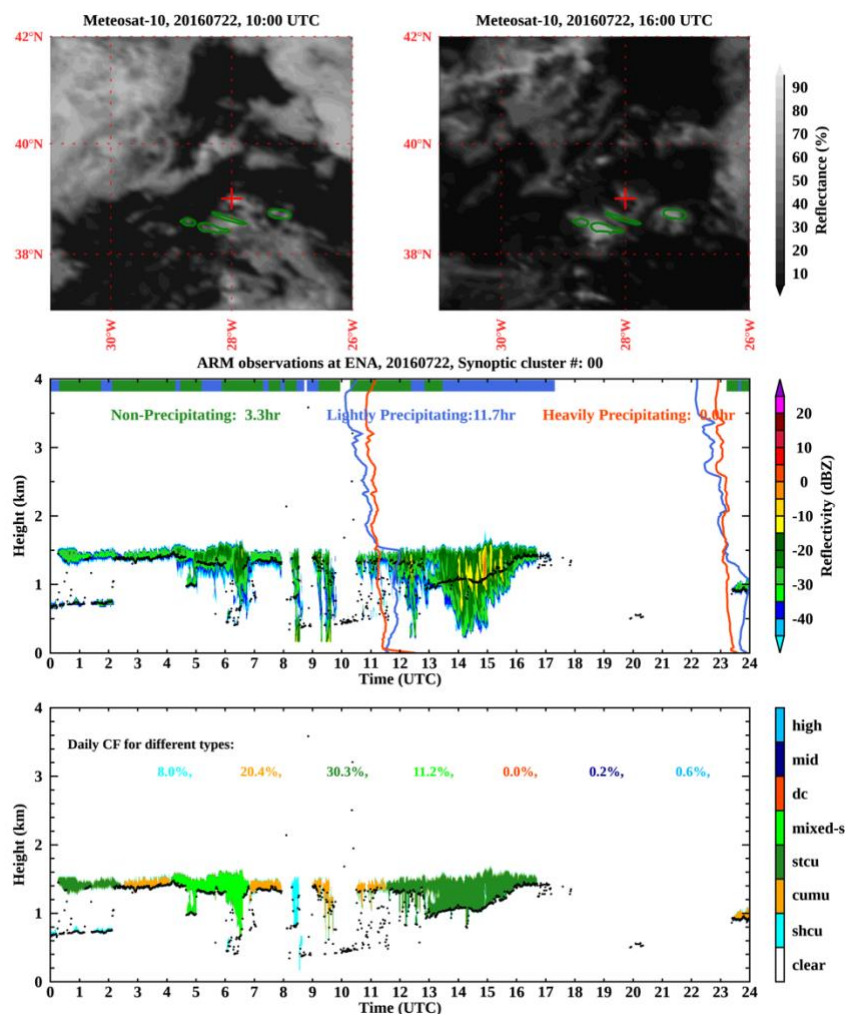 Meteosat-10, 20160722, 10:00 UTC
Meteosat-10, 20160722, 16:00 UTC
42°N
42°N
40°N
40°N
38°N
38°N
30°W
28°W
26°W
30°W
28°W
26°W
90
80
70
60
50
40
30
20
10
Reflectance (%)
ARM observations at ENA, 20160722, Synoptic cluster #: 00
Non-Precipitating: 3.3hr
Lightly Precipitating:11.7hr
Heavily Precipitating: 0.0hr
4
3
2
1
0
Height (km)
0 1 2 3 4 5 6 7 8 9 10 11 12 13 14 15 16 17 18 19 20 21 22 23 24
Time (UTC)
20
10
0
-10
-20
-30
-40
Reflectivity (dBZ)
Daily CF for different types:
8.0%, 20.4%, 30.3%, 11.2%, 0.0%, 0.2%, 0.6%,
4
3
2
1
0
Height (km)
0 1 2 3 4 5 6 7 8 9 10 11 12 13 14 15 16 17 18 19 20 21 22 23 24
Time (UTC)
high
mid
dc
mixed-s
stcu
cumu
shcu
clear